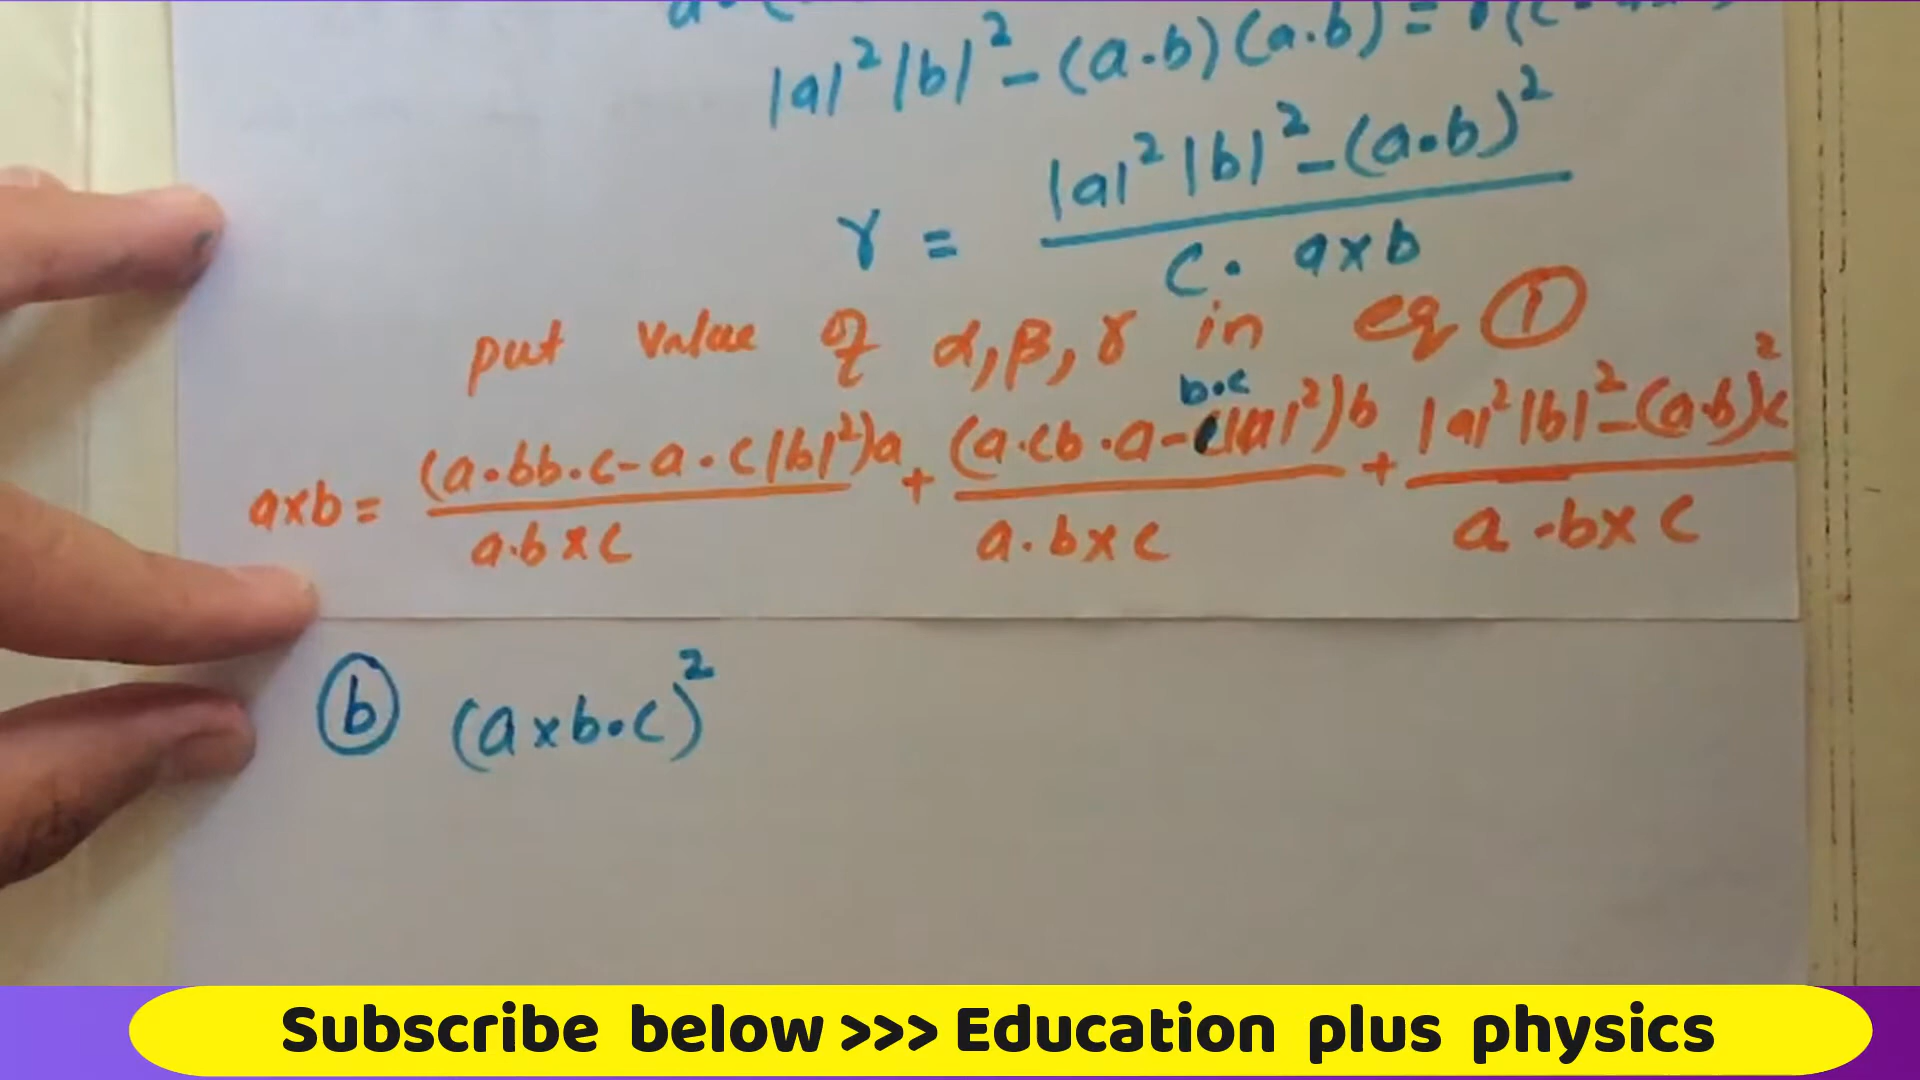 |a|²|b|² - (a.b)(a.b) =
|a|²|b|² - (a.b)²
γ =
c . a×b
put value of α, β, γ in eq ①
b.c
a×b = (a.bb.c - a.c|b|²)a + (a.cb.a - c|a|²)b + |a|²|b|² - (a.b)²c
a.b×c a.b×c a.b×c
ⓑ (a×b.c)²
Subscribe below >>> Education plus physics